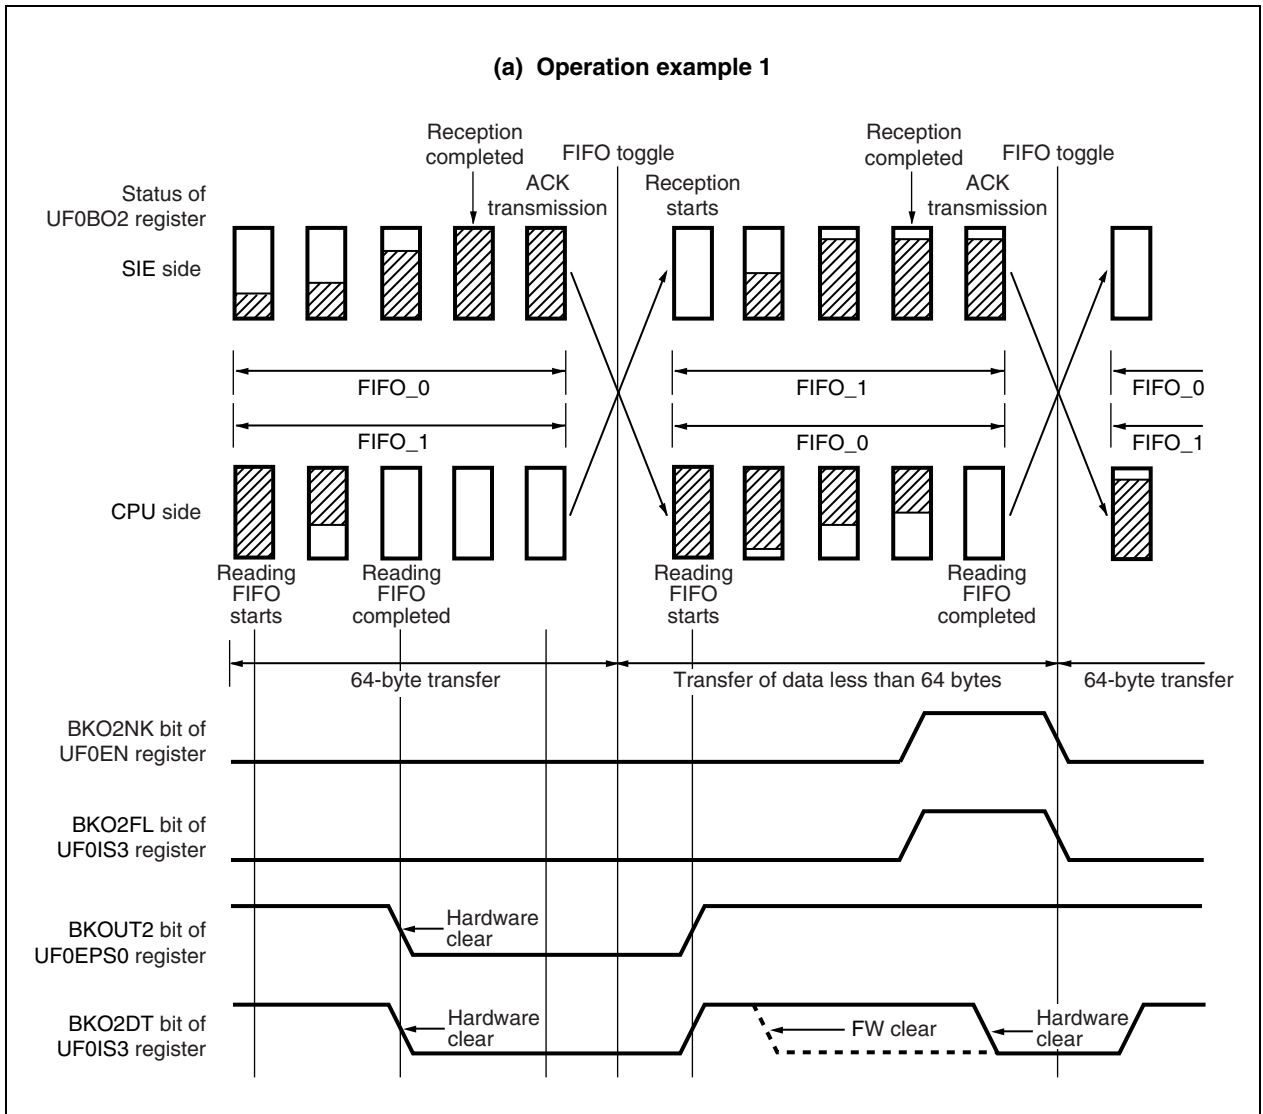 (a) Operation example 1
Reception
completed
FIFO toggle
Reception
completed
FIFO toggle
Status of
UF0BO2 register
ACK
transmission
Reception
starts
ACK
transmission
SIE side
FIFO_0
FIFO_1
FIFO_0
FIFO_1
FIFO_0
FIFO_1
CPU side
Reading
FIFO
starts
Reading
FIFO
completed
Reading
FIFO
starts
Reading
FIFO
completed
64-byte transfer
Transfer of data less than 64 bytes
64-byte transfer
BKO2NK bit of
UF0EN register
BKO2FL bit of
UF0IS3 register
BKOUT2 bit of
UF0EPS0 register
Hardware
clear
BKO2DT bit of
UF0IS3 register
Hardware
clear
FW clear
Hardware
clear